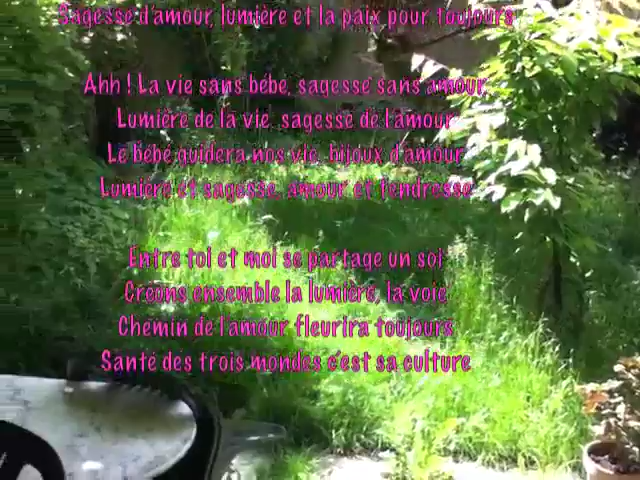 Sagesse d'amour, lumière et la paix pour toujours
Ahh ! La vie sans bébé, sagesse sans amour,
Lumière de la vie, sagesse de l'amour
Le bébé guidera nos vie, bijoux d'amour
Lumière et sagesse, amour et tendresse
Entre toi et moi se partage un soi
Créons ensemble la lumière, la voie
Chemin de l'amour fleurira toujours
Santé des trois mondes c'est sa culture